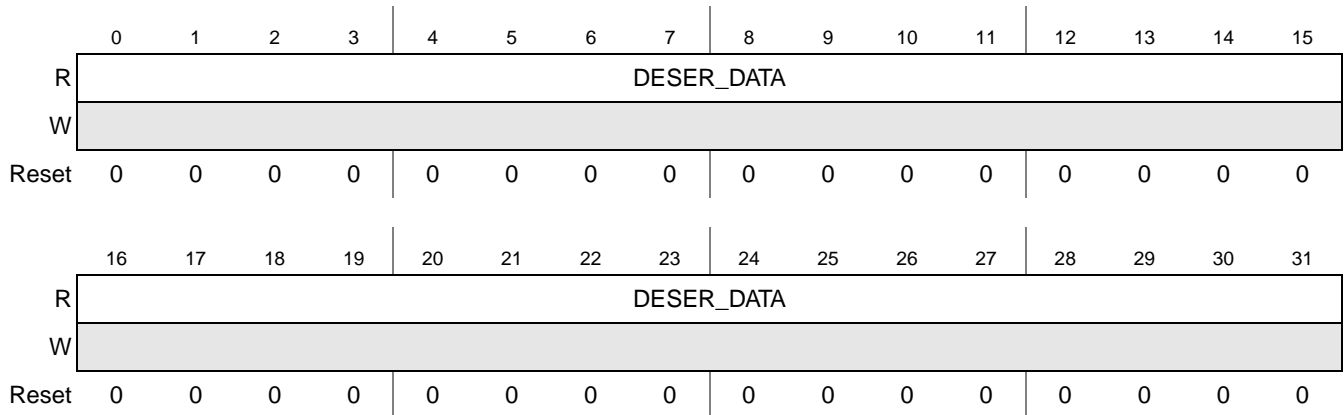 0 1 2 3 4 5 6 7 8 9 10 11 12 13 14 15
R DESER_DATA
W
Reset 0 0 0 0 0 0 0 0 0 0 0 0 0 0 0 0
16 17 18 19 20 21 22 23 24 25 26 27 28 29 30 31
R DESER_DATA
W
Reset 0 0 0 0 0 0 0 0 0 0 0 0 0 0 0 0